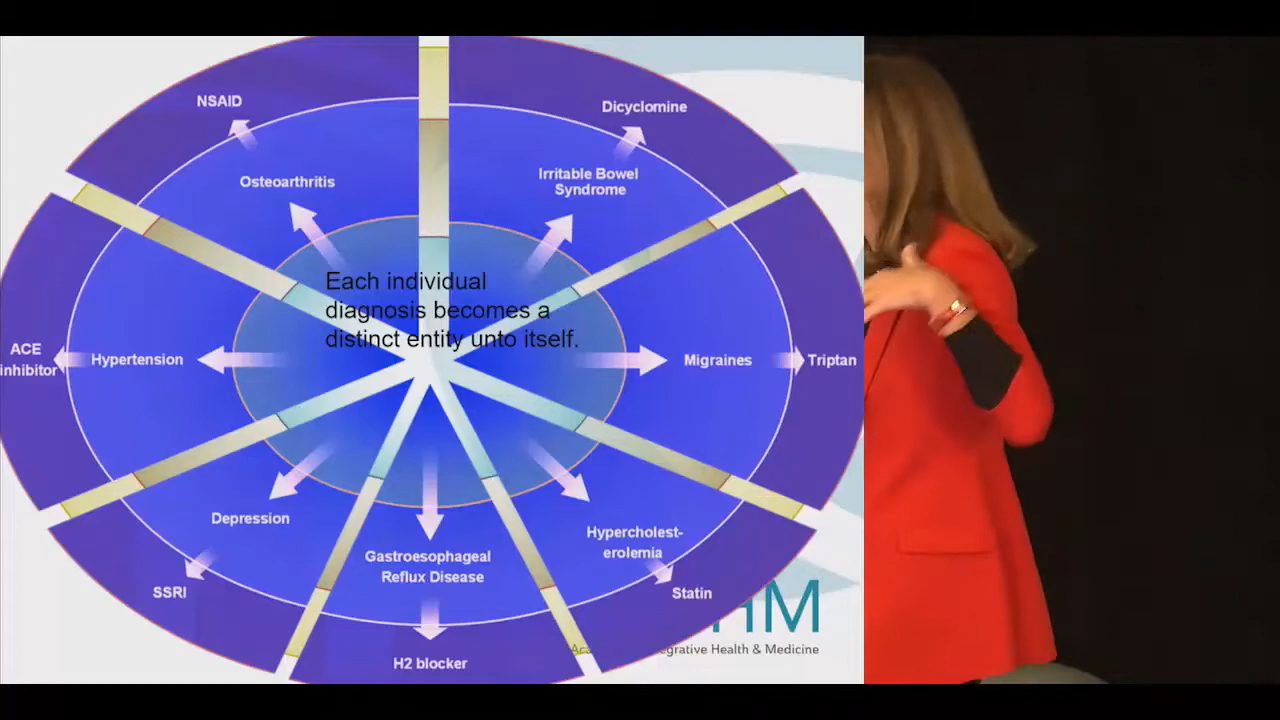 NSAID
Dicyclomine
Osteoarthritis
Irritable Bowel
Syndrome
Each individual
diagnosis becomes a
distinct entity unto itself.
ACE
inhibitor
Hypertension
Migraines
Triptan
Depression
SSRI
Gastroesophageal
Reflux Disease
H2 blocker
Hypercholest-
erolemia
Statin
HM
Health & Medicine